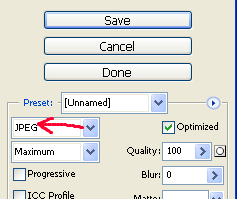 Save
Cancel
Done
Preset: [Unnamed]
JPEG Optimized
Maximum Quality: 100
Progressive Blur: 0
ICC Profile Matte: